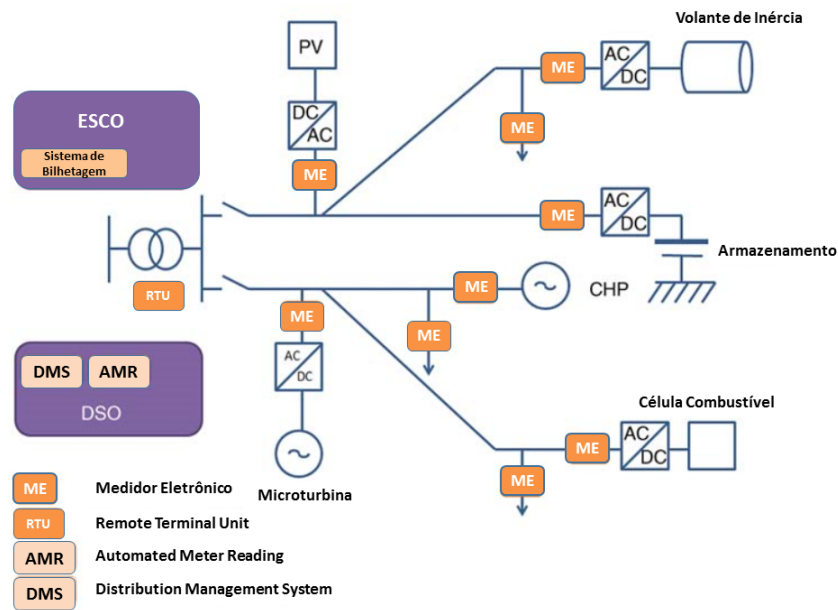 Volante de Inércia
PV
ME
AC
DC
ESCO
Sistema de
Bilhetagem
DC
AC
ME
ME
ME
AC
DC
Armazenamento
RTU
ME
CHP
ME
ME
DMS
AMR
DSO
AC
DC
Célula Combustível
ME
AC
DC
ME
Microturbina
ME
Medidor Eletrônico
RTU
Remote Terminal Unit
AMR
Automated Meter Reading
DMS
Distribution Management System